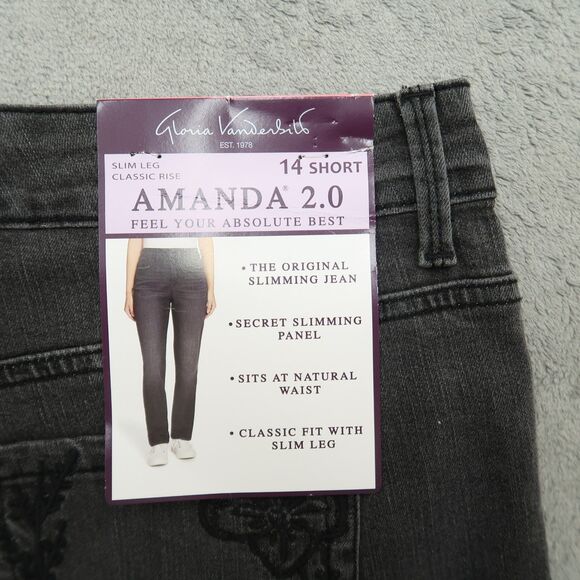 Gloria Vanderbilt
EST. 1978
SLIM LEG
CLASSIC RISE
14 SHORT
AMANDA® 2.0
FEEL YOUR ABSOLUTE BEST
• THE ORIGINAL
SLIMMING JEAN
• SECRET SLIMMING
PANEL
• SITS AT NATURAL
WAIST
• CLASSIC FIT WITH
SLIM LEG